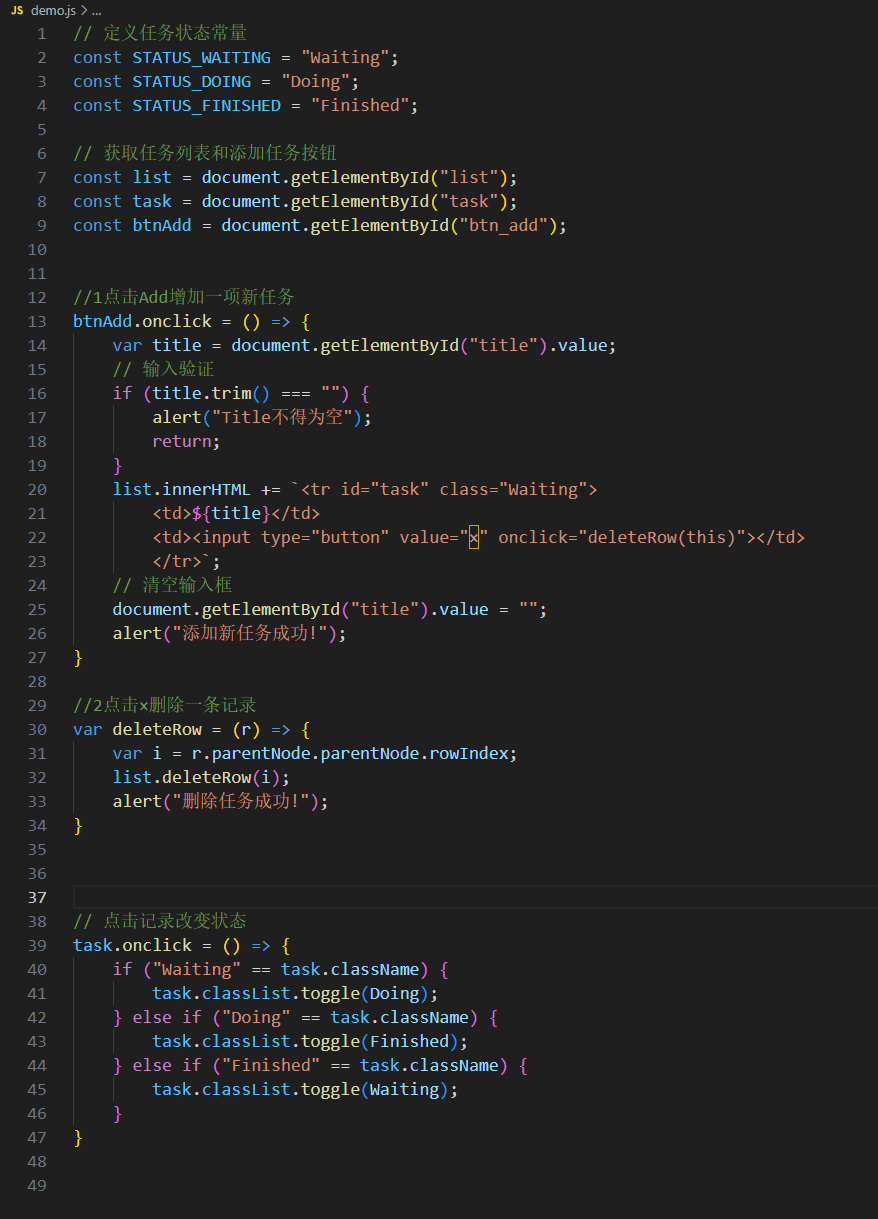 JS demo.js > ...
1 // 定义任务状态常量
2 const STATUS_WAITING = "Waiting";
3 const STATUS_DOING = "Doing";
4 const STATUS_FINISHED = "Finished";
5
6 // 获取任务列表和添加任务按钮
7 const list = document.getElementById("list");
8 const task = document.getElementById("task");
9 const btnAdd = document.getElementById("btn_add");
10
11
12 //1点击Add增加一项新任务
13 btnAdd.onclick = () => {
14     var title = document.getElementById("title").value;
15     // 输入验证
16     if (title.trim() === "") {
17         alert("Title不得为空");
18         return;
19     }
20     list.innerHTML += `<tr id="task" class="Waiting">
21         <td>${title}</td>
22         <td><input type="button" value="×" onclick="deleteRow(this)"></td>
23         </tr>`;
24     // 清空输入框
25     document.getElementById("title").value = "";
26     alert("添加新任务成功!");
27 }
28
29 //2点击×删除一条记录
30 var deleteRow = (r) => {
31     var i = r.parentNode.parentNode.rowIndex;
32     list.deleteRow(i);
33     alert("删除任务成功!");
34 }
35
36
37
38 // 点击记录改变状态
39 task.onclick = () => {
40     if ("Waiting" == task.className) {
41         task.classList.toggle(Doing);
42     } else if ("Doing" == task.className) {
43         task.classList.toggle(Finished);
44     } else if ("Finished" == task.className) {
45         task.classList.toggle(Waiting);
46     }
47 }
48
49